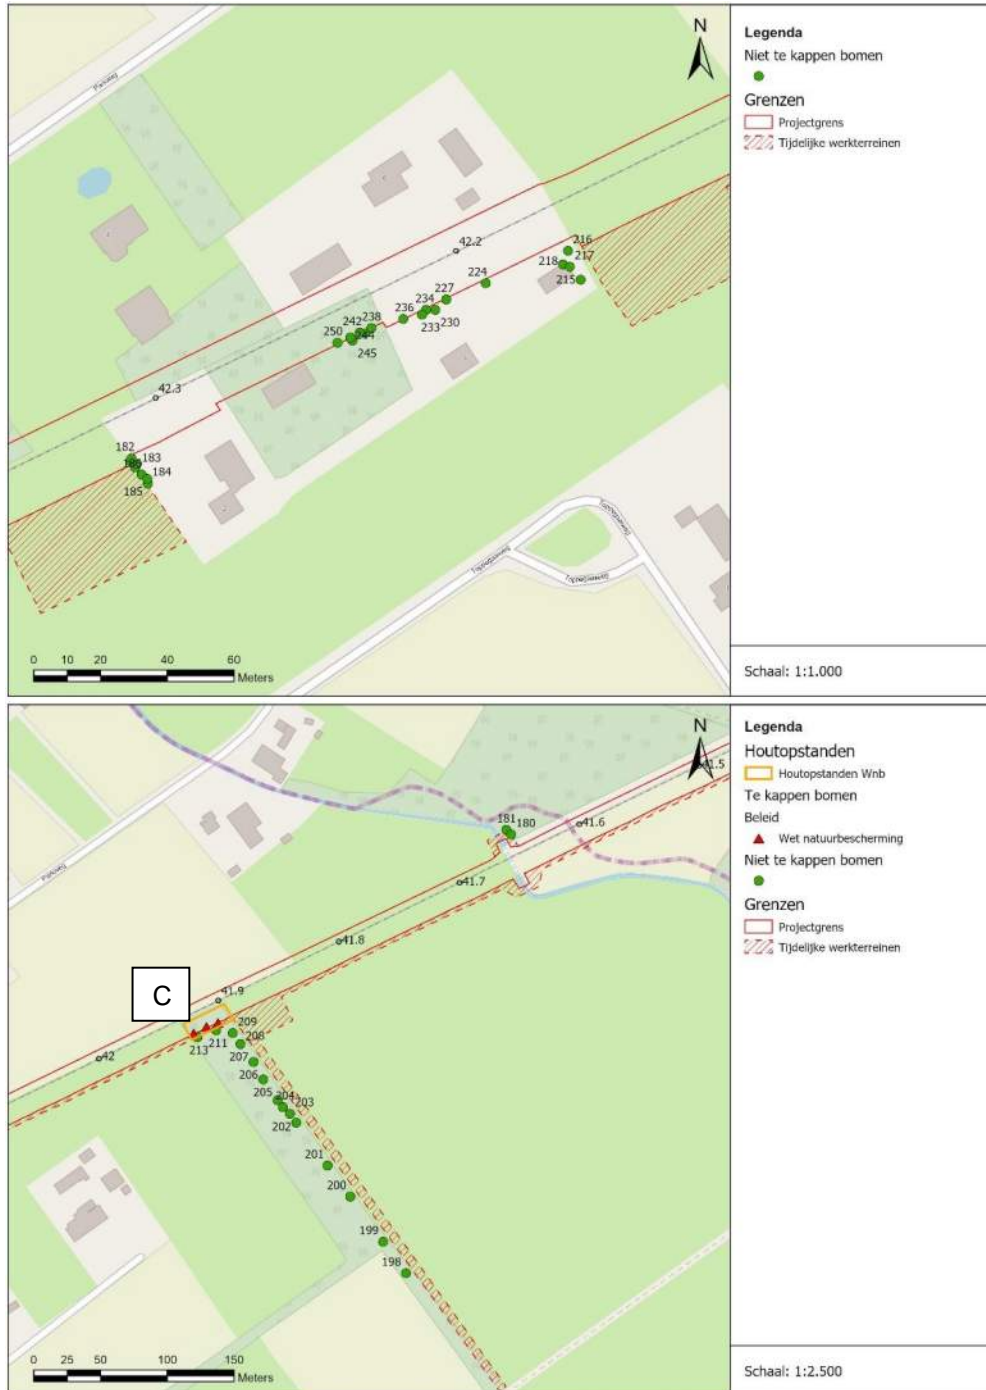 Parkweg
N
42.2
216
217
218
215
224
227
234
236
233
230
238
242
250
244
245
42.3
182
183
184
185
0 10 20 40 60
Meters
Legenda
Niet te kappen bomen
Grenzen
Projectgrens
Tijdelijke werkterreinen
Schaal: 1:1.000
N
41.5
181
180
41.6
41.7
Parkweg
41.8
C
41.9
209
42
213
211
208
207
206
205
204
203
202
201
200
199
198
0 25 50 100 150
Meters
Legenda
Houtopstanden
Houtopstanden Wnb
Te kappen bomen
Beleid
Wet natuurbescherming
Niet te kappen bomen
Grenzen
Projectgrens
Tijdelijke werkterreinen
Schaal: 1:2.500